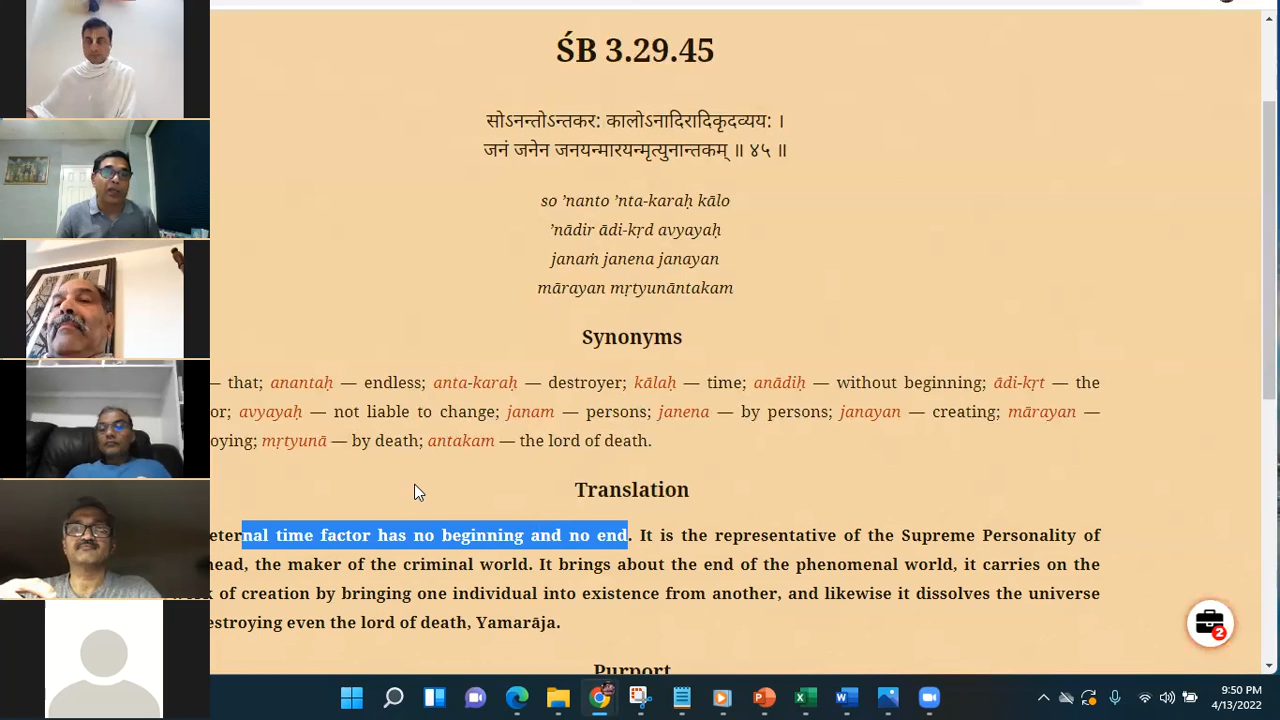 ŚB 3.29.45
सोऽनन्तोऽन्तकर: कालोऽनादिरादिकृदव्यय: ।
जनं जनेन जनयन्मारयन्मृत्युनान्तकम् ॥ ४५ ॥
so ’nanto ’nta-karaḥ kālo
’nādir ādi-kṛd avyayaḥ
janaṁ janena janayan
mārayan mṛtyunāntakam
Synonyms
— that; anantaḥ — endless; anta-karaḥ — destroyer; kālaḥ — time; anādiḥ — without beginning; ādi-kṛt — the
or; avyayaḥ — not liable to change; janam — persons; janena — by persons; janayan — creating; mārayan —
oying; mṛtyunā — by death; antakam — the lord of death.
Translation
eternal time factor has no beginning and no end. It is the representative of the Supreme Personality of
head, the maker of the criminal world. It brings about the end of the phenomenal world, it carries on the
of creation by bringing one individual into existence from another, and likewise it dissolves the universe
estroying even the lord of death, Yamarāja.
Purport
2
9:50 PM
4/13/2022